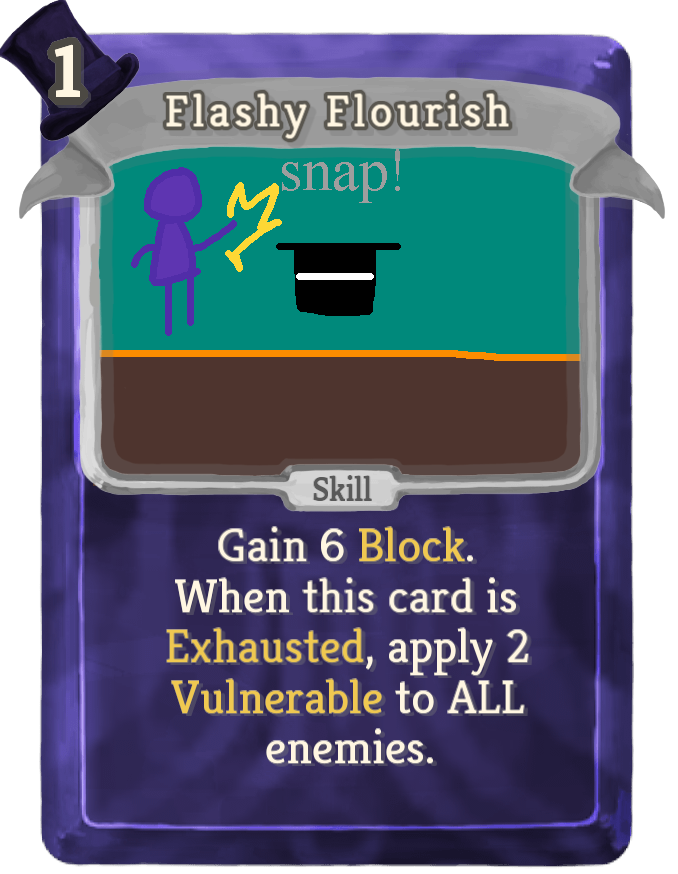 1
Flashy Flourish
snap!
Skill
Gain 6 Block.
When this card is
Exhausted, apply 2
Vulnerable to ALL
enemies.